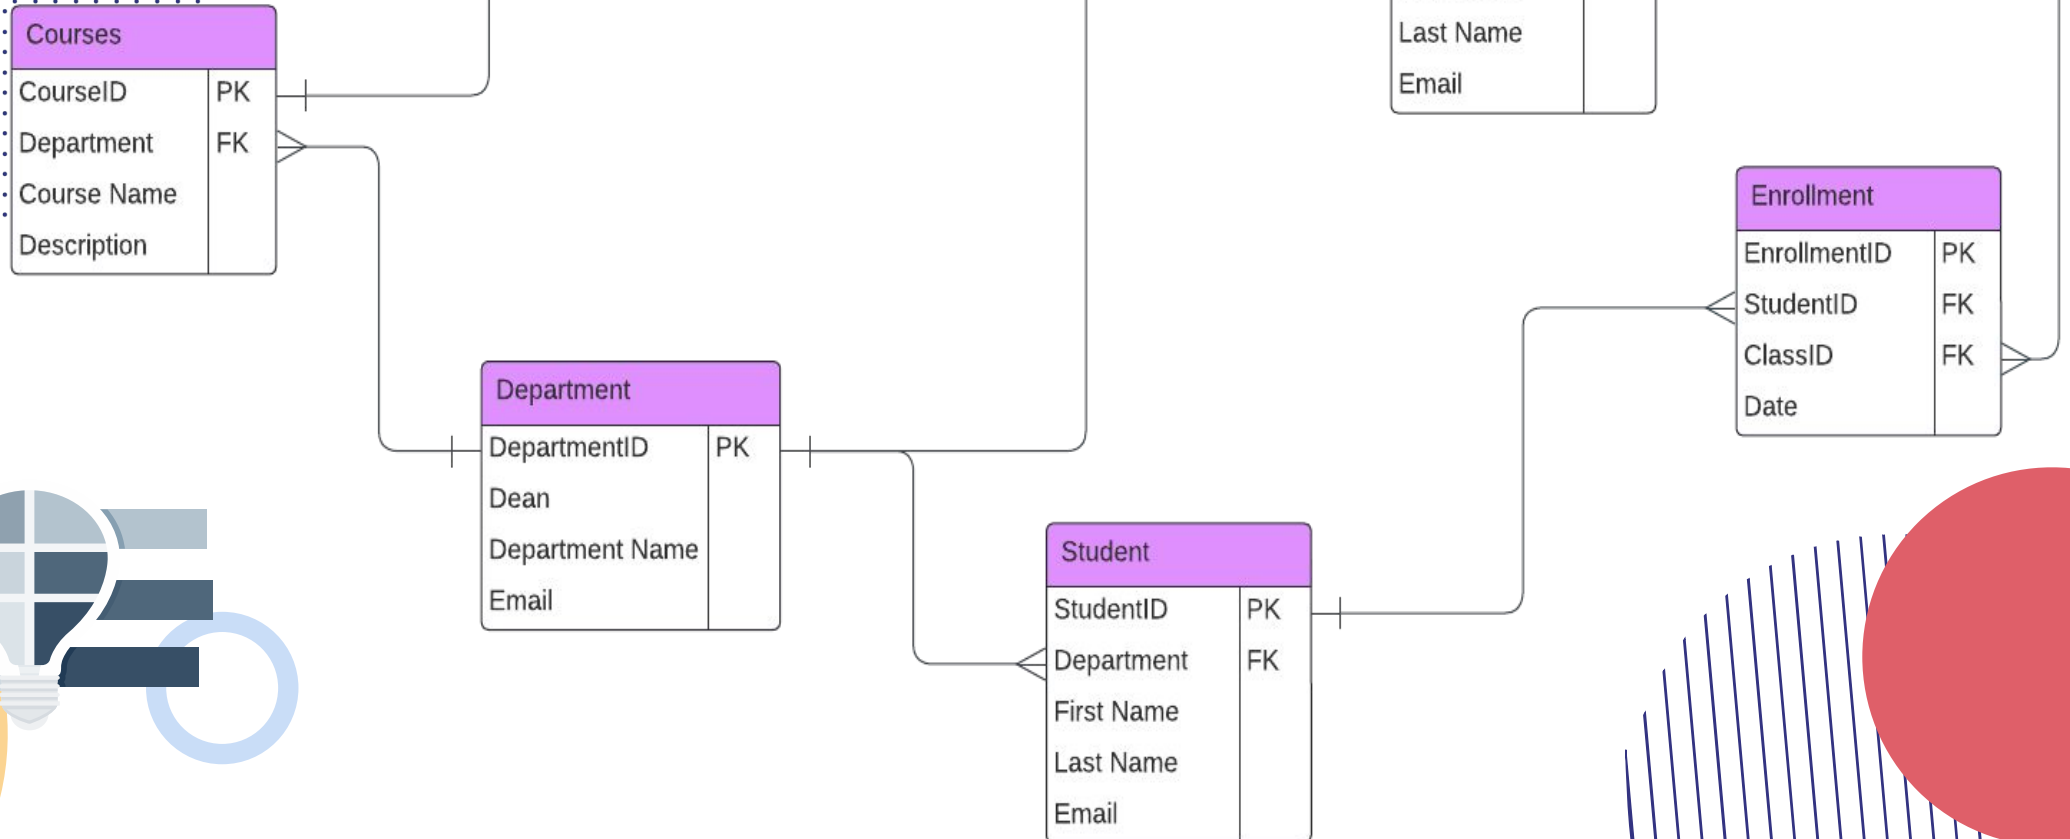 Courses
CourseID PK
Department FK
Course Name
Description
Last Name
Email
Enrollment
EnrollmentID PK
StudentID FK
ClassID FK
Date
Department
DepartmentID PK
Dean
Department Name
Email
Student
StudentID PK
Department FK
First Name
Last Name
Email